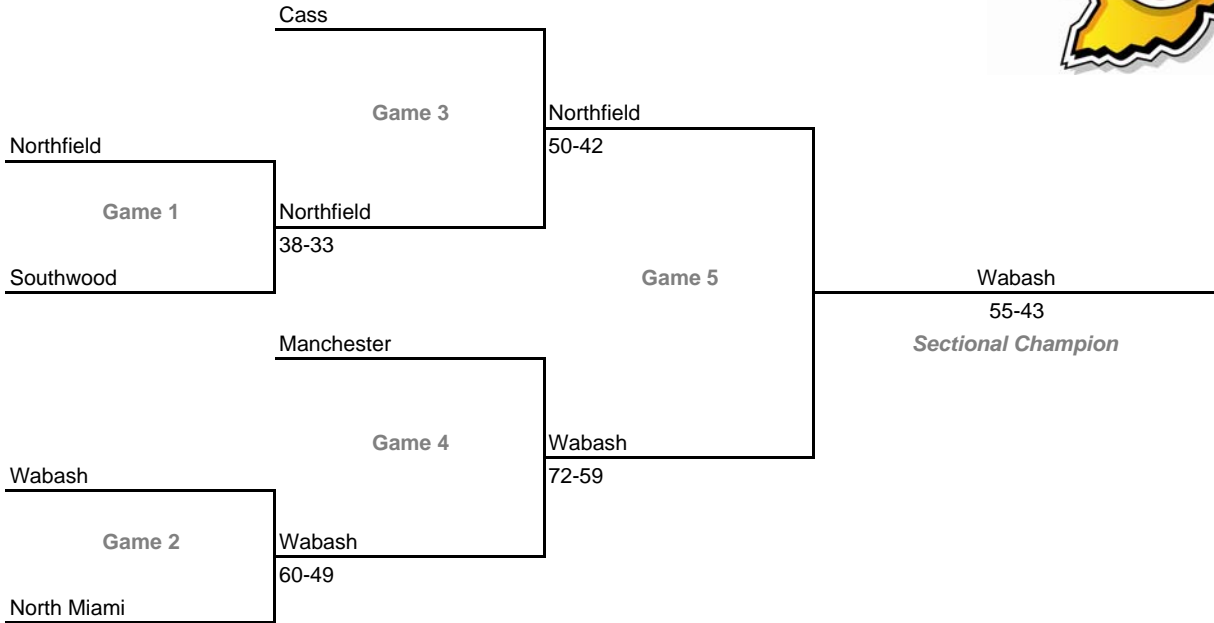 Cass
Game 3
Northfield
Northfield
50-42
Game 1
Northfield
38-33
Southwood
Game 5
Wabash
55-43
Manchester
Sectional Champion
Game 4
Wabash
Wabash
72-59
Game 2
Wabash
60-49
North Miami